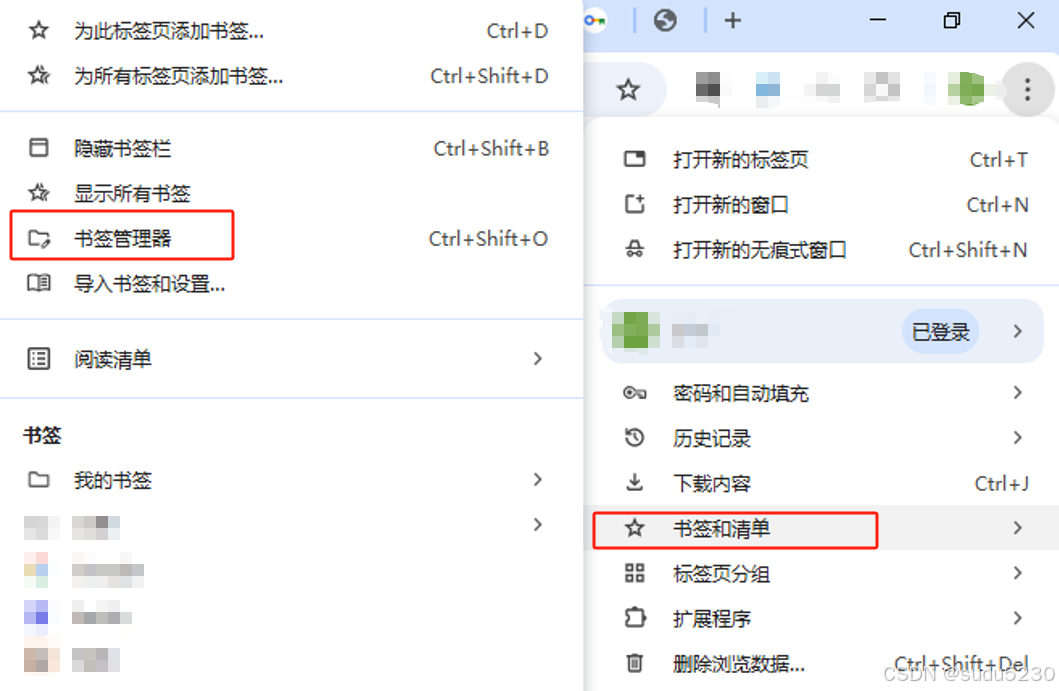 为此标签页添加书签... Ctrl+D
为所有标签页添加书签... Ctrl+Shift+D
隐藏书签栏 Ctrl+Shift+B
显示所有书签
书签管理器 Ctrl+Shift+O
导入书签和设置...
阅读清单
书签
我的书签
打开新的标签页 Ctrl+T
打开新的窗口 Ctrl+N
打开新的无痕式窗口 Ctrl+Shift+N
已登录
密码和自动填充
历史记录
下载内容 Ctrl+J
书签和清单
标签页分组
扩展程序
删除浏览数据... Ctrl+Shift+Del
CSDN @sudu5230